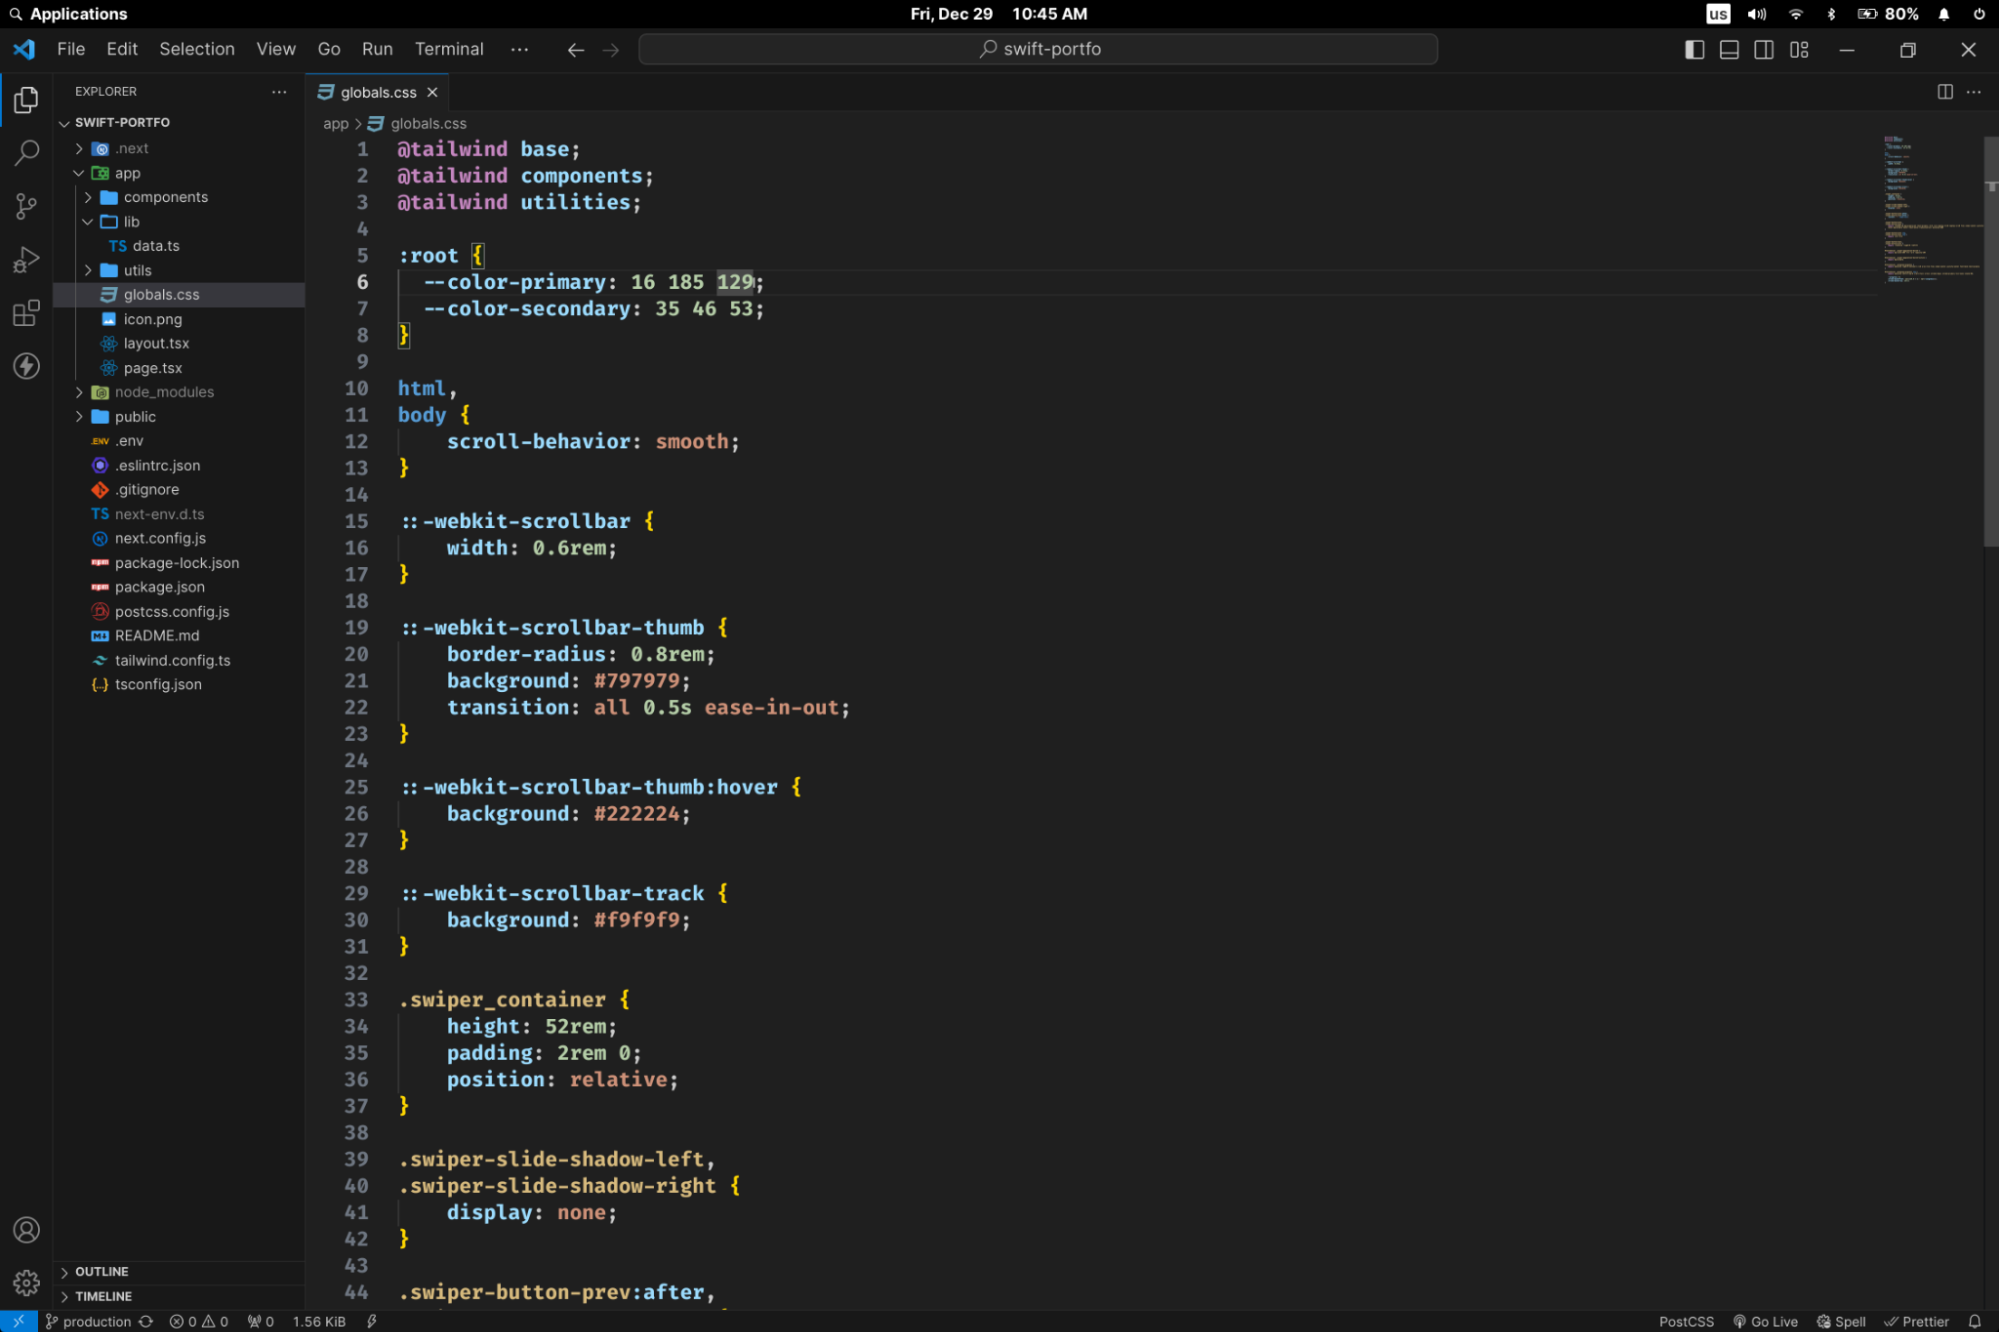 Applications
Fri, Dec 29 10:45 AM
us
80%
File Edit Selection View Go Run Terminal ...
swift-portfo
EXPLORER
SWIFT-PORTFO
.next
app
components
lib
TS data.ts
utils
globals.css
icon.png
layout.tsx
page.tsx
node_modules
public
.ENV .env
.eslintrc.json
.gitignore
TS next-env.d.ts
next.config.js
npm package-lock.json
npm package.json
postcss.config.js
README.md
tailwind.config.ts
{..} tsconfig.json
OUTLINE
TIMELINE
globals.css
app > globals.css
1 @tailwind base;
2 @tailwind components;
3 @tailwind utilities;
4
5 :root {
6 --color-primary: 16 185 129;
7 --color-secondary: 35 46 53;
8 }
9
10 html,
11 body {
12 scroll-behavior: smooth;
13 }
14
15 ::-webkit-scrollbar {
16 width: 0.6rem;
17 }
18
19 ::-webkit-scrollbar-thumb {
20 border-radius: 0.8rem;
21 background: #797979;
22 transition: all 0.5s ease-in-out;
23 }
24
25 ::-webkit-scrollbar-thumb:hover {
26 background: #222224;
27 }
28
29 ::-webkit-scrollbar-track {
30 background: #f9f9f9;
31 }
32
33 .swiper_container {
34 height: 52rem;
35 padding: 2rem 0;
36 position: relative;
37 }
38
39 .swiper-slide-shadow-left,
40 .swiper-slide-shadow-right {
41 display: none;
42 }
43
44 .swiper-button-prev:after,
production 0 0 0 1.56 KiB
PostCSS Go Live Spell Prettier